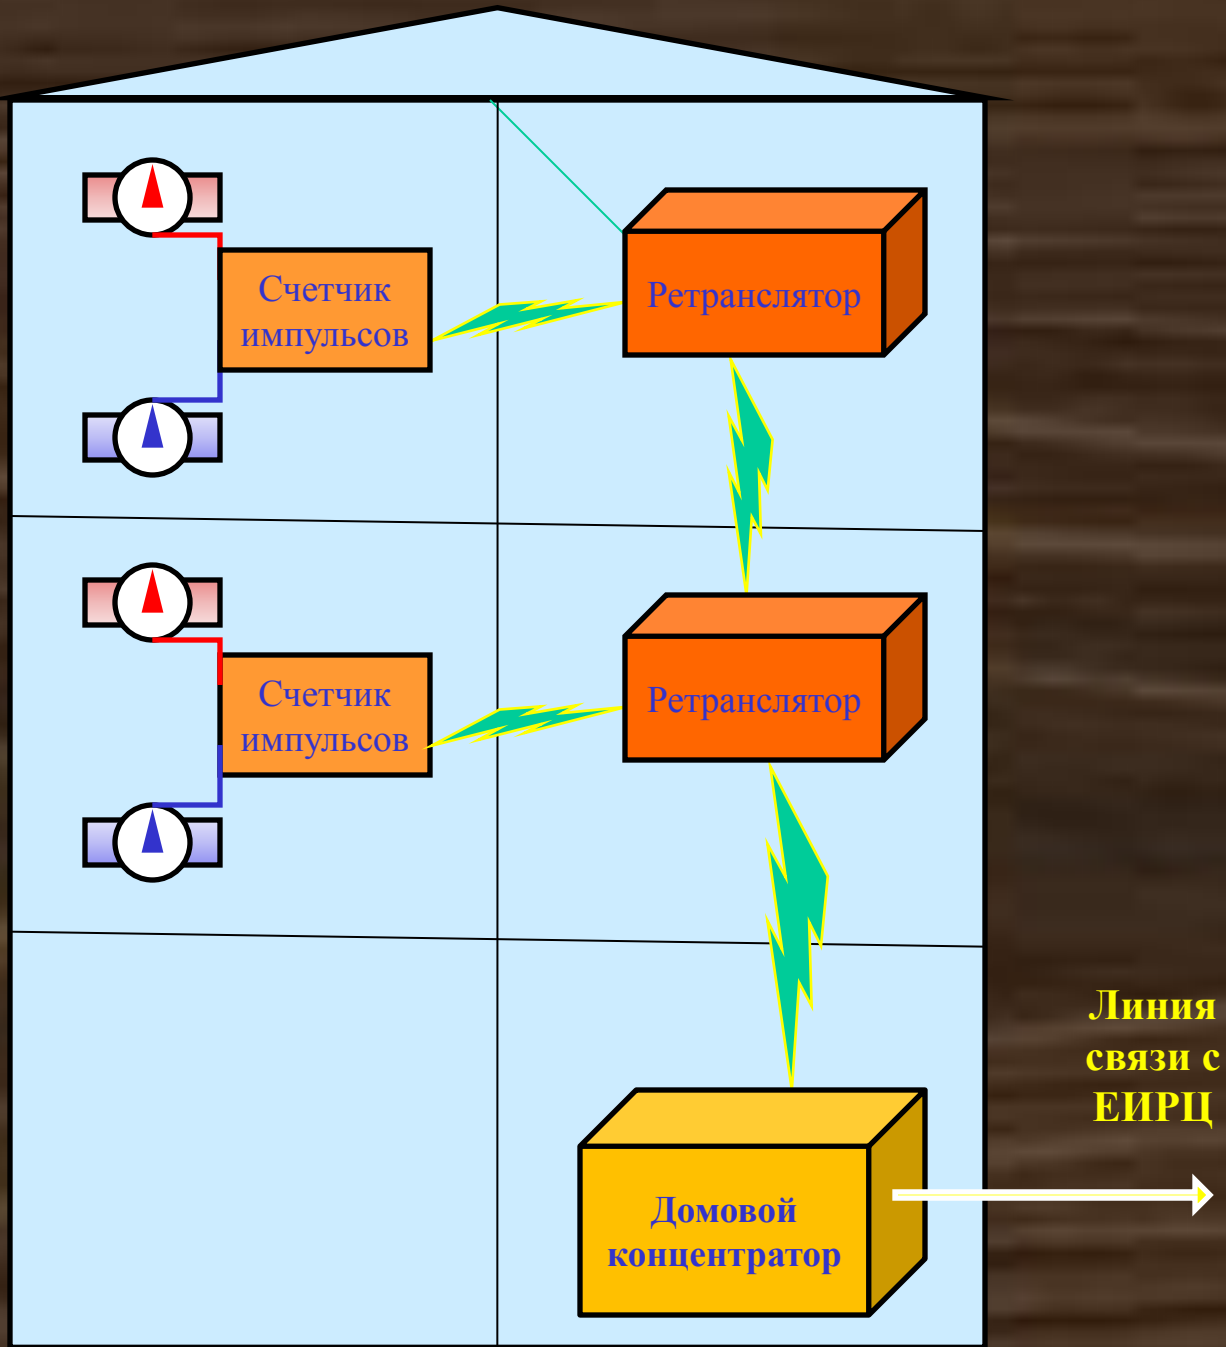 Счетчик
импульсов
Ретранслятор
Счетчик
импульсов
Ретранслятор
Линия
связи с
ЕИРЦ
Домовой
концентратор